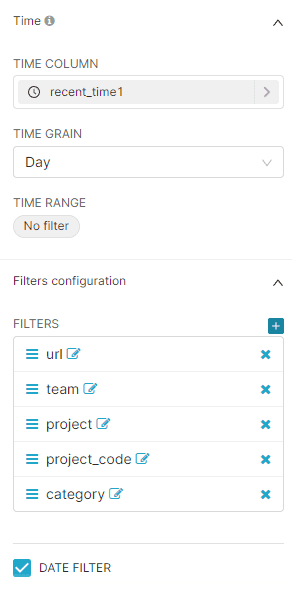 Time
TIME COLUMN
recent_time1
TIME GRAIN
Day
TIME RANGE
No filter
Filters configuration
FILTERS
url
team
project
project_code
category
DATE FILTER